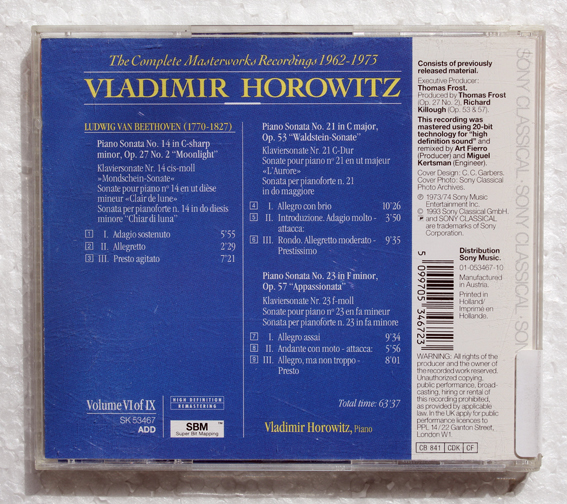 The Complete Masterworks Recordings 1962-1973
VLADIMIR HOROWITZ
LUDWIG VAN BEETHOVEN (1770-1827)
Piano Sonata No. 14 in C-sharp
minor, Op. 27 No. 2 “Moonlight”
Klaviersonate Nr. 14 cis-moll
»Mondschein-Sonate«
Sonate pour piano nº 14 en ut dièse
mineur «Clair de lune»
Sonata per pianoforte n. 14 in do diesis
minore “Chiar di luna”
1 I. Adagio sostenuto 5'55
2 II. Allegretto 2'29
3 III. Presto agitato 7'21
Piano Sonata No. 21 in C major,
Op. 53 “Waldstein-Sonate”
Klaviersonate Nr. 21 C-Dur
Sonate pour piano nº 21 en ut majeur
«L'Aurore»
Sonata per pianoforte n. 21
in do maggiore
4 I. Allegro con brio 10'26
5 II. Introduzione. Adagio molto - 3'50
attacca:
6 III. Rondo. Allegretto moderato - 9'35
Prestissimo
Piano Sonata No. 23 in F minor,
Op. 57 “Appassionata”
Klaviersonate Nr. 23 f-moll
Sonate pour piano nº 23 en fa mineur
Sonata per pianoforte n. 23 in fa minore
7 I. Allegro assai 9'34
8 II. Andante con moto - attacca: 5'56
9 III. Allegro, ma non troppo - 8'01
Presto
Total time: 63'37
Vladimir Horowitz, Piano
Volume VI of IX
SK 53467
ADD
HIGH DEFINITION
REMASTERING
SBM™
Super Bit Mapping
Consists of previously
released material.
Executive Producer:
Thomas Frost.
Produced by Thomas Frost
(Op. 27 No. 2), Richard
Killough (Op. 53 & 57).
This recording was
mastered using 20-bit
technology for “high
definition sound” and
remixed by Art Fierro
(Producer) and Miguel
Kertsman (Engineer).
Cover Design: C. C. Garbers.
Cover Photo: Sony Classical
Photo Archives.
℗ 1973/74 Sony Music
Entertainment Inc.
© 1993 Sony Classical GmbH.
and SONY CLASSICAL
are trademarks of Sony
Corporation.
Distribution
Sony Music.
01-053467-10
Manufactured
in Austria.
Printed in
Holland/
Imprimé en
Hollande.
5 099705 346723
WARNING: All rights of the
producer and the owner of
the recorded work reserved.
Unauthorized copying,
public performance, broad-
casting, hiring or rental of
this recording prohibited,
as provided by applicable
law. In the UK apply for public
performance licences to
PPL 14/22 Ganton Street,
London W1.
CB 841 CDK CF
SONY CLASSICAL · SONY CLASSICAL · SON